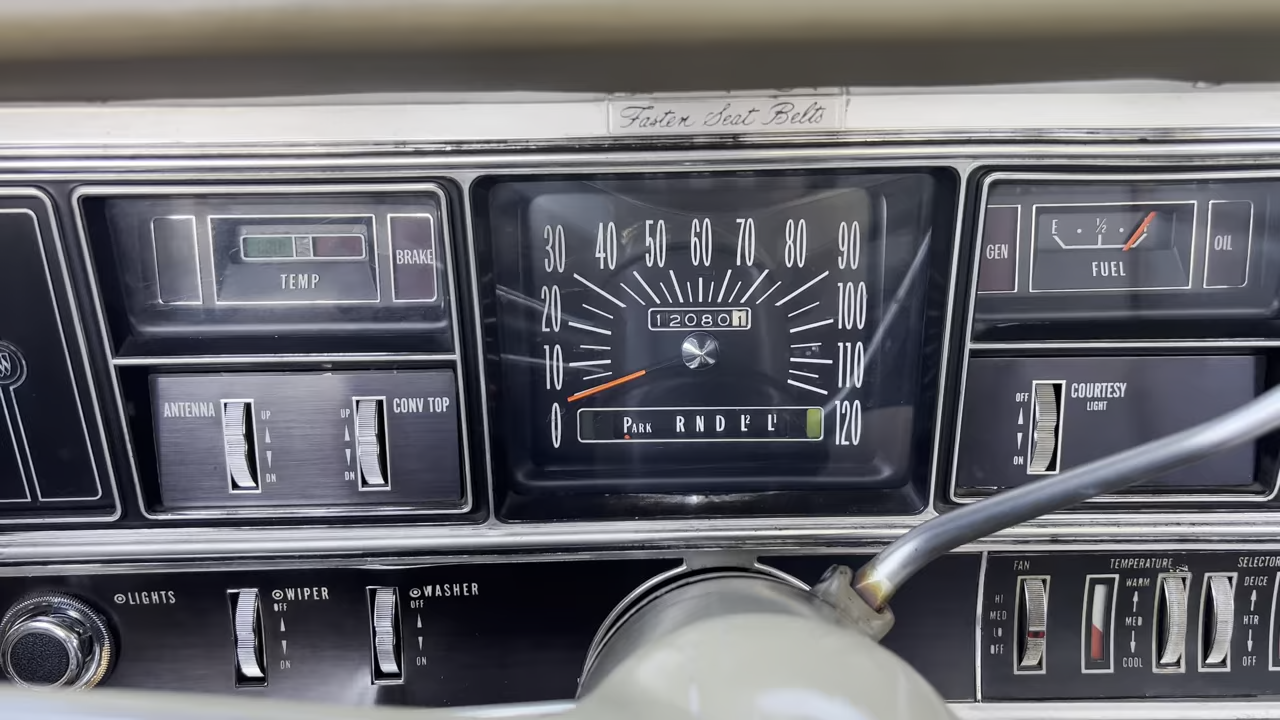 Fasten Seat Belts
TEMP
BRAKE
30 40 50 60 70 80 90
20 100
12080 1
10 110
0 120
PARK R N D L² L¹
GEN
E ½
FUEL
OIL
ANTENNA
UP
DN
UP
DN
CONV TOP
OFF
ON
COURTESY
LIGHT
LIGHTS
WIPER
OFF
ON
WASHER
OFF
ON
FAN
HI
MED
LO
OFF
TEMPERATURE
WARM
MED
COOL
SELECTOR
DEICE
HTR
OFF